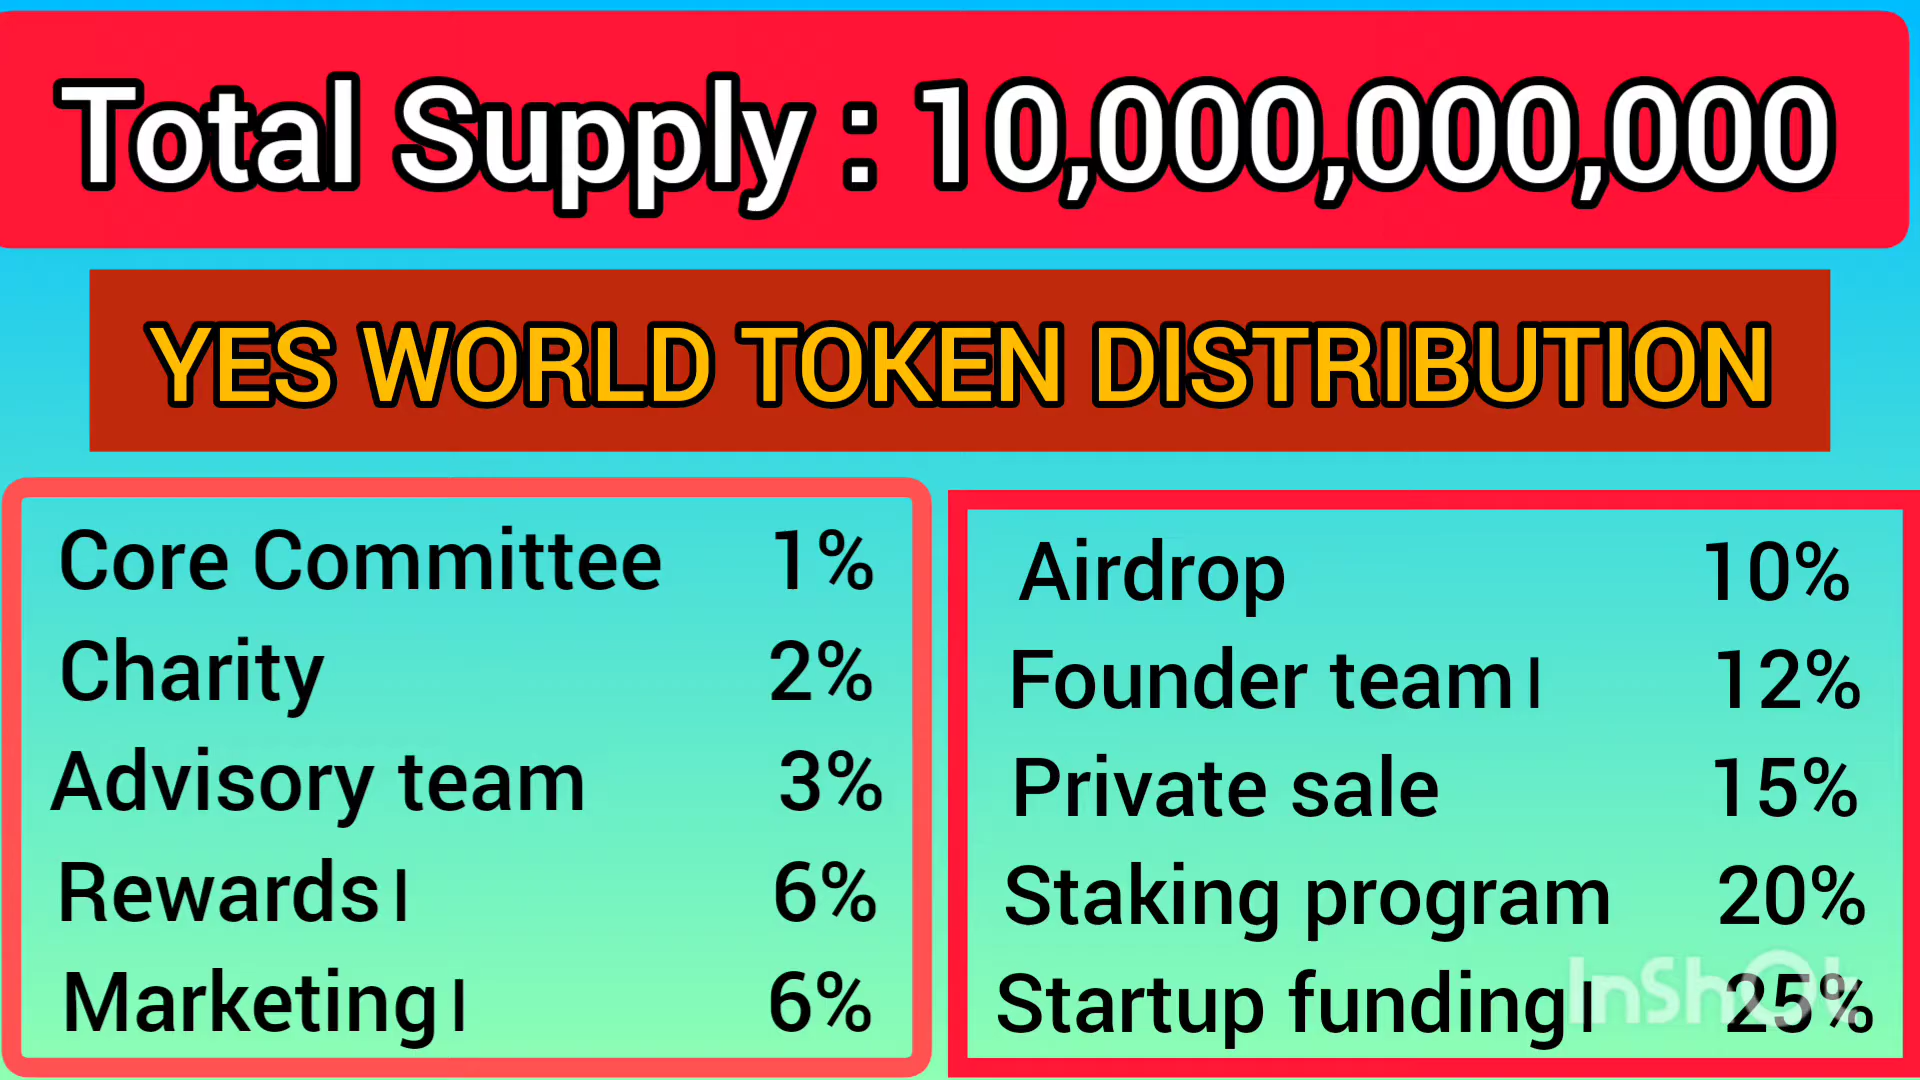 Total Supply : 10,000,000,000
YES WORLD TOKEN DISTRIBUTION
Core Committee 1%
Charity 2%
Advisory team 3%
Rewards| 6%
Marketing| 6%
Airdrop 10%
Founder team| 12%
Private sale 15%
Staking program 20%
Startup funding| 25%
InShOt